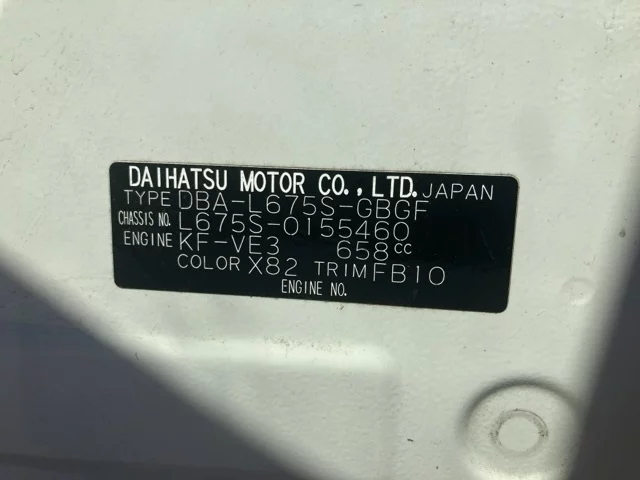 DAIHATSU MOTOR CO.,LTD. JAPAN
TYPE DBA-L675S-GBGF
CHASSIS NO. L675S-0155460
ENGINE KF-VE3 658cc
COLOR X82 TRIM FB10
ENGINE NO.